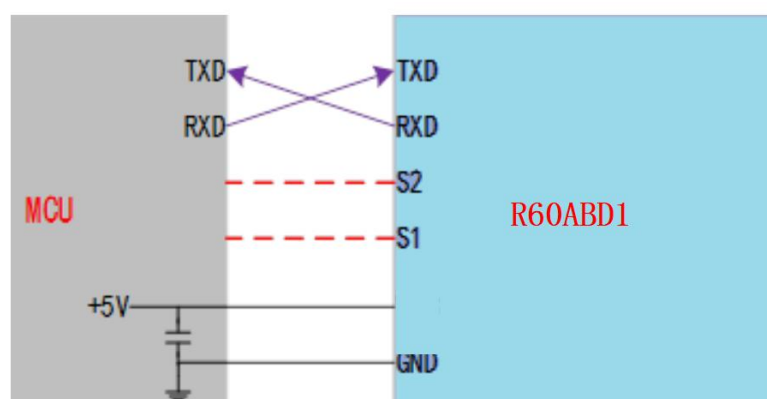 TXD
TXD
RXD
RXD
S2
MCU
R60ABD1
S1
+5V
GND